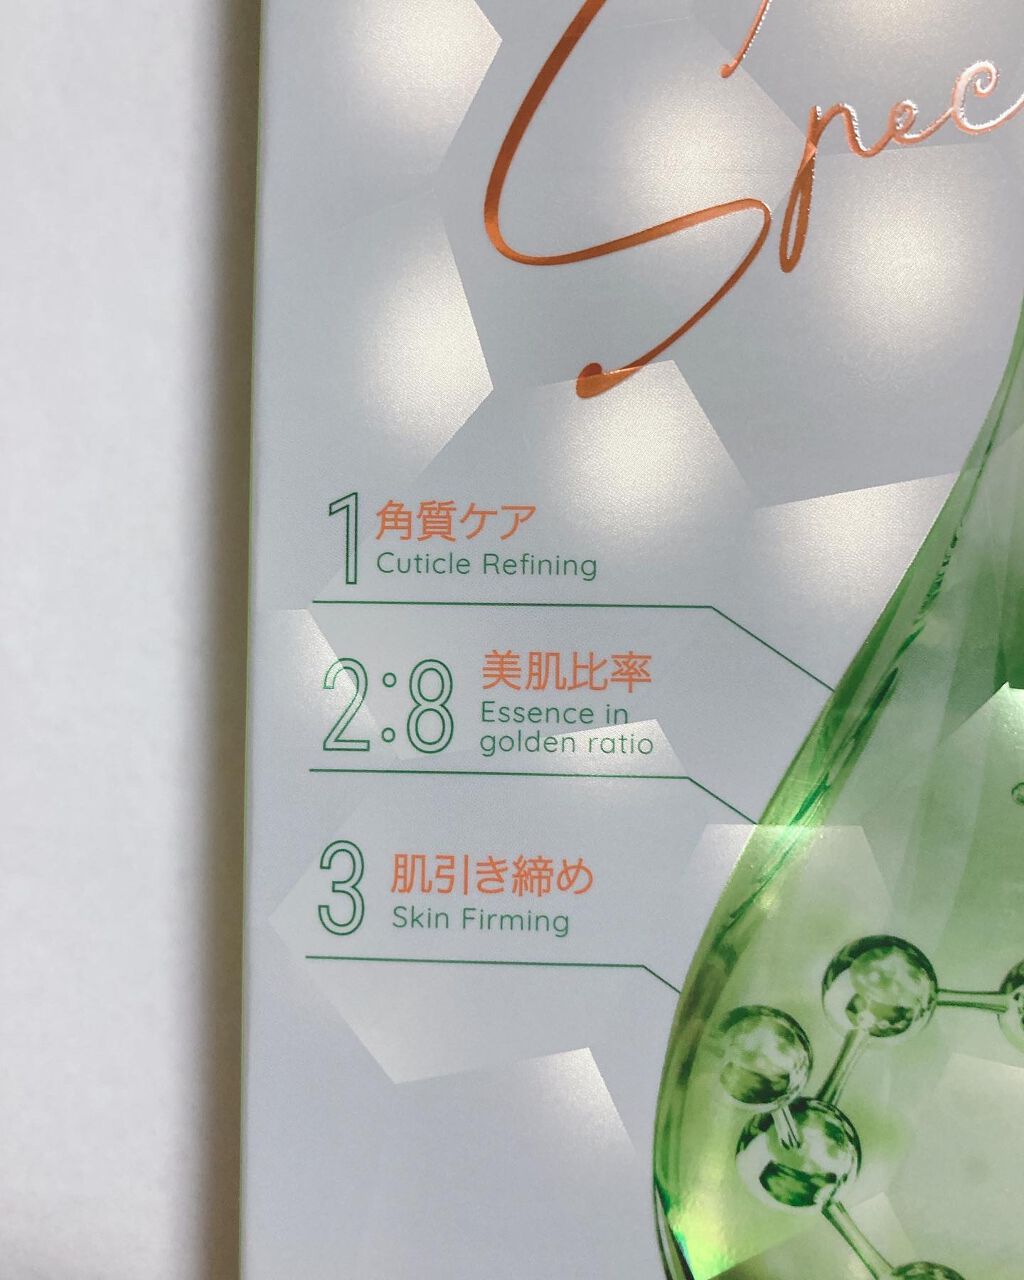 Spec
1 角質ケア
Cuticle Refining
2:8 美肌比率
Essence in
golden ratio
3 肌引き締め
Skin Firming